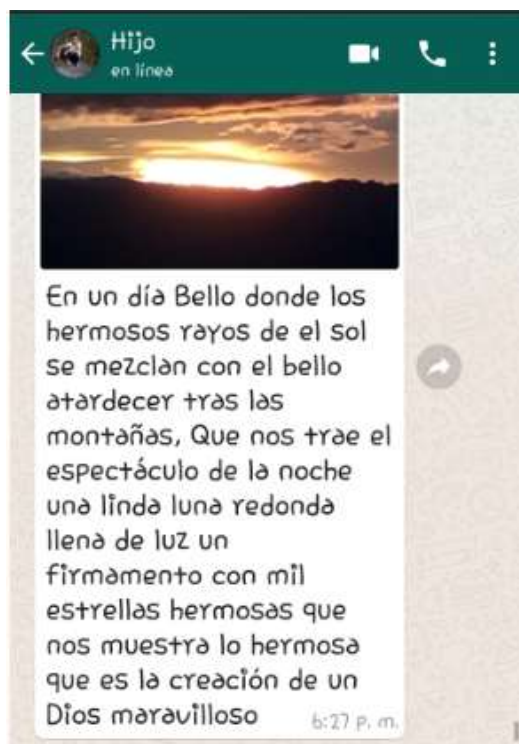 Hijo
en línea
En un día Bello donde los
hermosos rayos de el sol
se mezclan con el bello
atardecer tras las
montañas, Que nos trae el
espectáculo de la noche
una linda luna redonda
llena de luz un
firmamento con mil
estrellas hermosas que
nos muestra lo hermosa
que es la creación de un
Dios maravilloso
6:27 p. m.